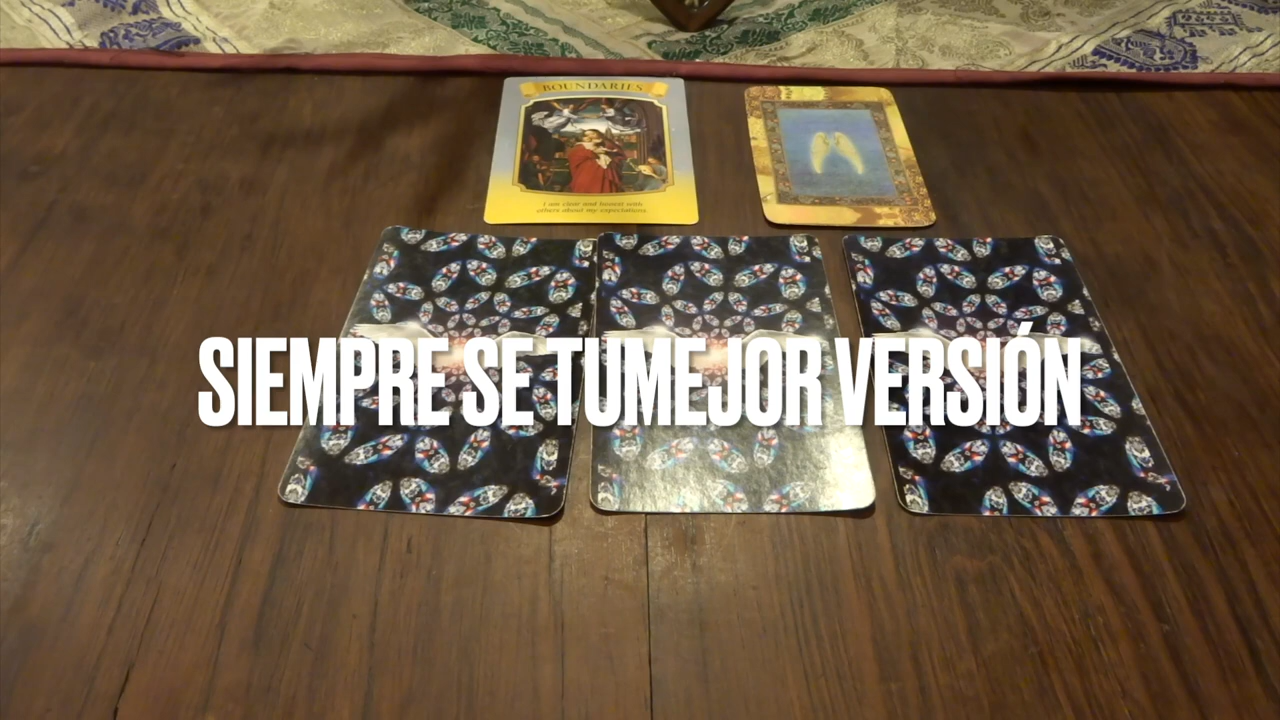 BOUNDARIES
I am clear and honest with
others about my expectations.
SIEMPRE SE TUMEJOR VERSIÓN